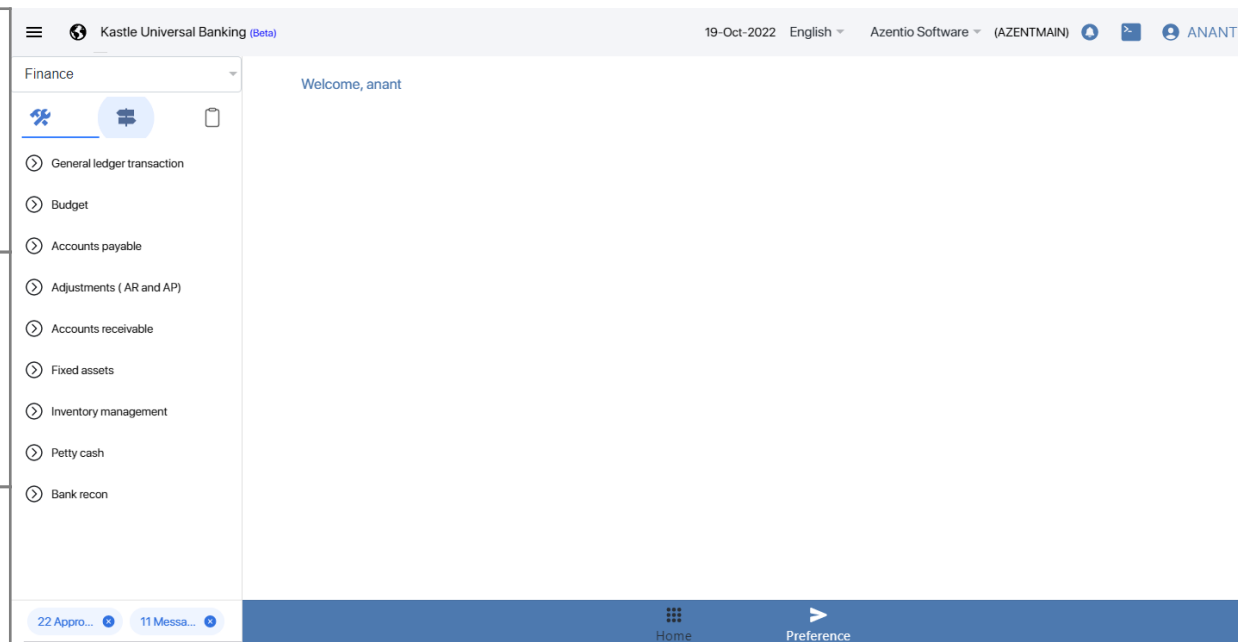 Kastle Universal Banking (Beta) 19-Oct-2022 English Azentio Software (AZENTMAIN) ANANT
Finance
Welcome, anant
General ledger transaction
Budget
Accounts payable
Adjustments ( AR and AP)
Accounts receivable
Fixed assets
Inventory management
Petty cash
Bank recon
22 Appro... 11 Messa...
Home Preference